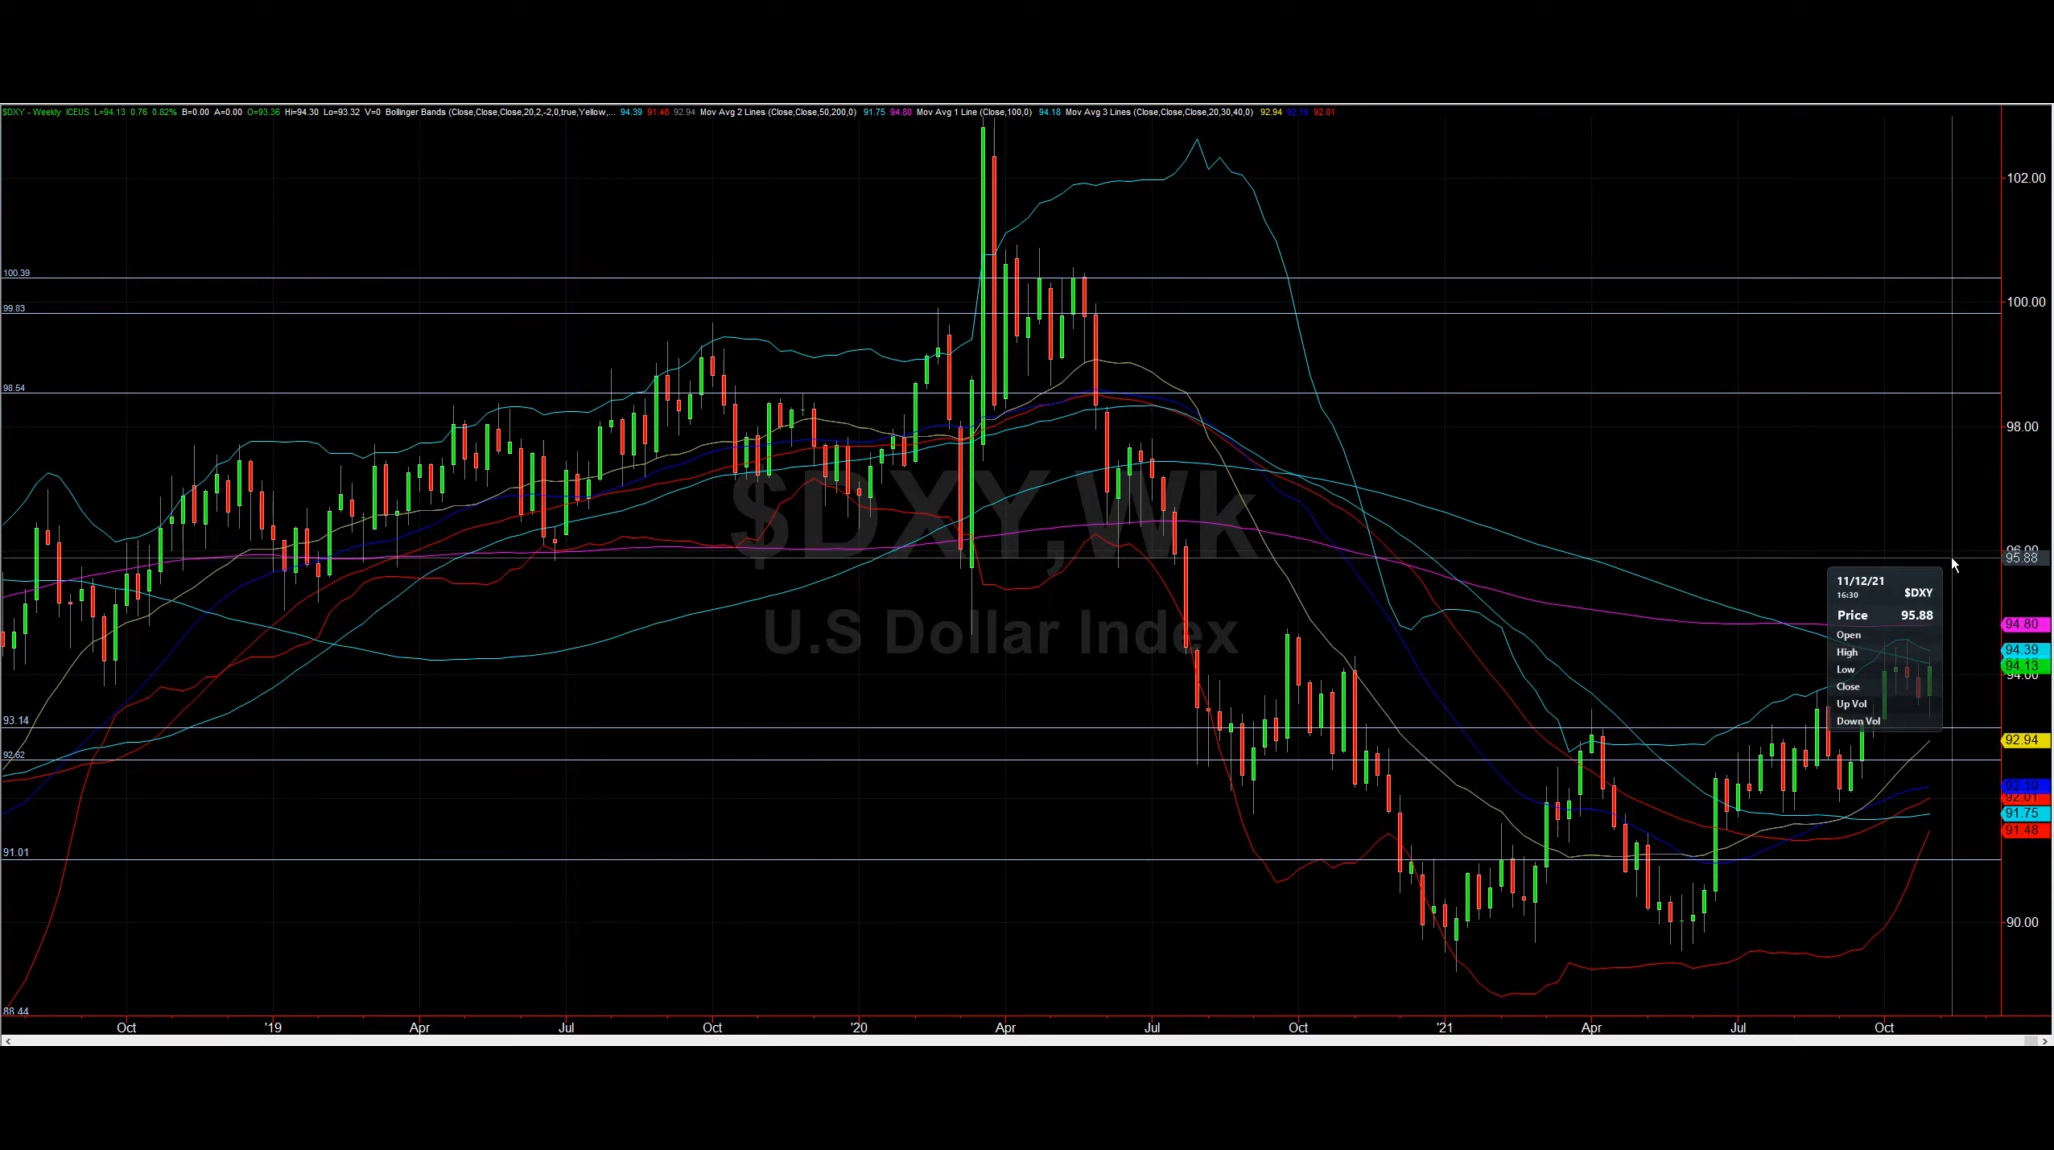 $DXY - Weekly ICEUS L=94.13 0.76 0.82% B=0.00 A=0.00 O=93.36 Hi=94.30 Lo=93.32 V=0 Bollinger Bands (Close,Close,Close,20,2,-2,0,true,Yellow,... 94.39 91.48 92.94 Mov Avg 2 Lines (Close,Close,50,200,0) 91.75 94.80 Mov Avg 1 Line (Close,100,0) 94.18 Mov Avg 3 Lines (Close,Close,Close,20,30,40,0) 92.94 92.19 92.01
102.00
100.39
100.00
99.83
98.54
98.00
$DXY,Wk
U.S Dollar Index
96.00
95.88
11/12/21
16:30 $DXY
Price 95.88
Open
High
Low
Close
Up Vol
Down Vol
94.80
94.39
94.13
94.00
93.14
92.94
92.62
92.19
92.01
91.75
91.48
91.01
90.00
88.44
Oct '19 Apr Jul Oct '20 Apr Jul Oct '21 Apr Jul Oct